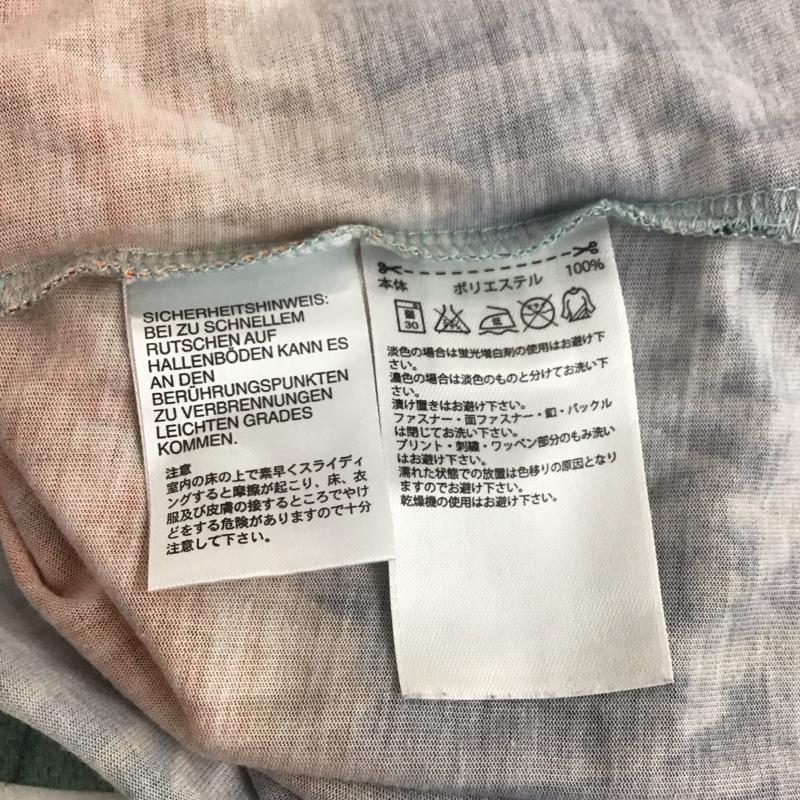 SICHERHEITSHINWEIS:
BEI ZU SCHNELLEM
RUTSCHEN AUF
HALLENBÖDEN KANN ES
AN DEN
BERÜHRUNGSPUNKTEN
ZU VERBRENNUNGEN
LEICHTEN GRADES
KOMMEN.
注意
室内の床の上で素早くスライディ
ングすると摩擦が起こり、床、衣
服及び皮膚の接するところでやけ
どをする危険がありますので十分
注意して下さい。
本体 ポリエステル 100%
30
低
淡色の場合は蛍光増白剤の使用はお避け下
さい。
濃色の場合は淡色のものと分けてお洗い下
さい。
漬け置きはお避け下さい。
ファスナー・面ファスナー・釦・バックル
は閉じてお洗い下さい。
プリント・刺繍・ワッペン部分のもみ洗い
はお避け下さい。
濡れた状態での放置は色移りの原因となり
ますのでお避け下さい。
乾燥機の使用はお避け下さい。